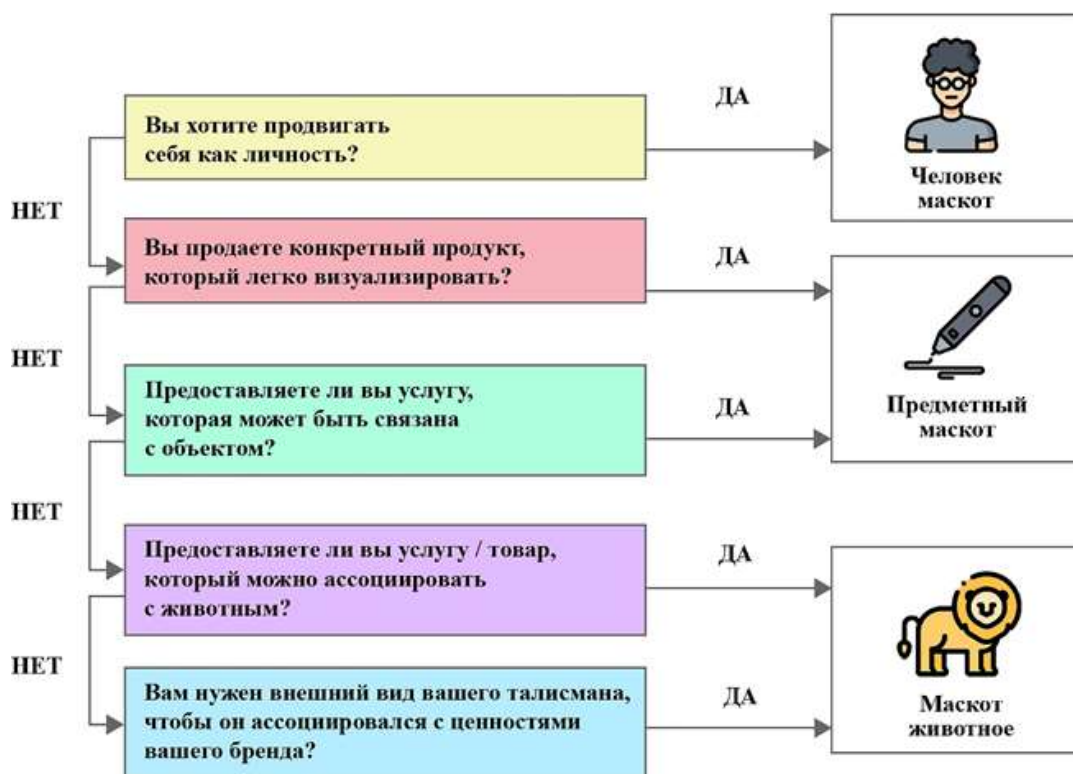 ДА
Вы хотите продвигать
себя как личность?
Человек
маскот
НЕТ
Вы продаете конкретный продукт,
который легко визуализировать?
ДА
НЕТ
Предоставляете ли вы услугу,
которая может быть связана
с объектом?
ДА
Предметный
маскот
НЕТ
Предоставляете ли вы услугу / товар,
который можно ассоциировать
с животным?
ДА
НЕТ
Вам нужен внешний вид вашего талисмана,
чтобы он ассоциировался с ценностями
вашего бренда?
ДА
Маскот
животное